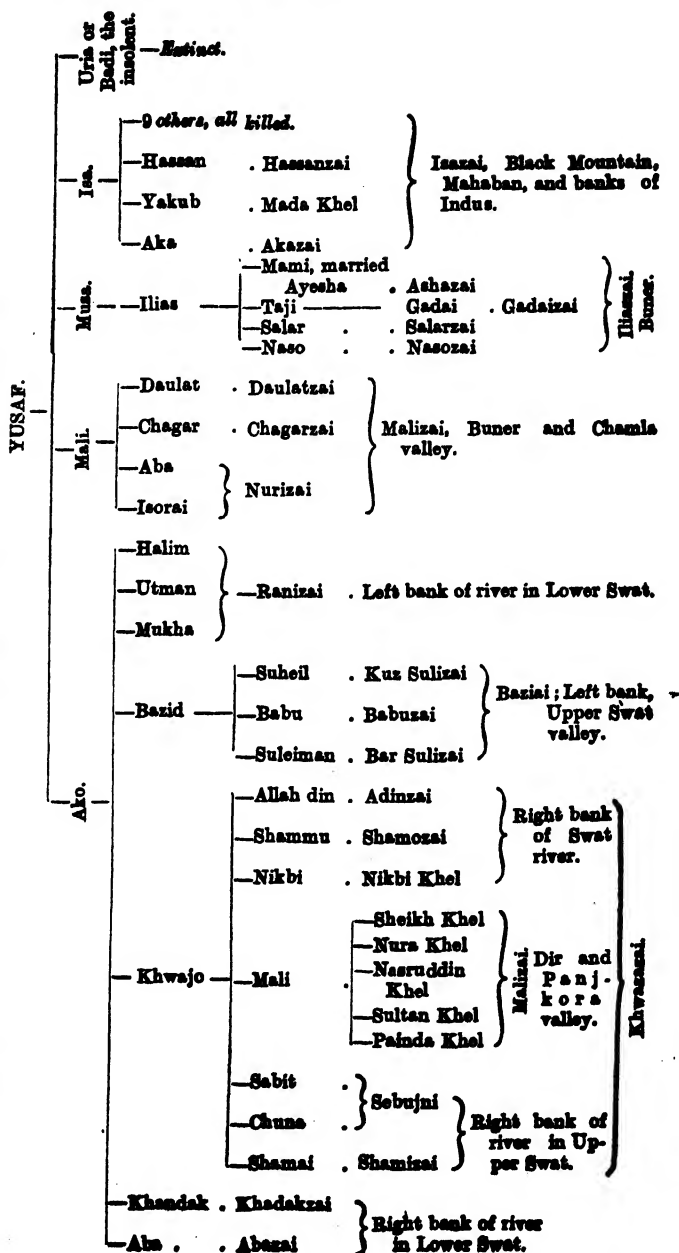 YUSAF.
Uria or
Badi, the
insolent.
—Extinct.
Isa.
—9 others, all killed.
—Hassan . Hassanzai
—Yakub . Mada Khel
—Aka . Akazai
Isazai, Black Mountain,
Mahaban, and banks of
Indus.
Musa.
—Ilias
—Mami, married
Ayesha . Ashazai
—Taji — Gadai . Gadaizai
—Salar . . Salarzai
—Naso . . Nasozai
Iliaszai.
Buner.
Mali.
—Daulat . Daulatzai
—Chagar . Chagarzai
—Aba
—Isorai
Nurizai
Malizai, Buner and Chamla
valley.
Ako.
—Halim
—Utman
—Mukha
—Ranizai . Left bank of river in Lower Swat.
—Bazid
—Suheil . Kuz Sulizai
—Babu . Babuzai
—Suleiman . Bar Sulizai
Baziai; Left bank,
Upper Swat
valley.
—Khwajo
—Allah din . Adinzai
—Shammu . Shamozai
—Nikbi . Nikbi Khel
Right bank
of Swat
river.
—Mali .
—Sheikh Khel
—Nura Khel
—Nasruddin
Khel
—Sultan Khel
—Painda Khel
Malizai.
Dir and
Panj-
kora
valley.
—Sabit .
—Chuna .
Sebujni
—Shamai . Shamizai
Right bank of
river in Up-
per Swat.
Khwazazai.
—Khandak . Khadakzai
—Aba . . Abazai
Right bank of river
in Lower Swat.